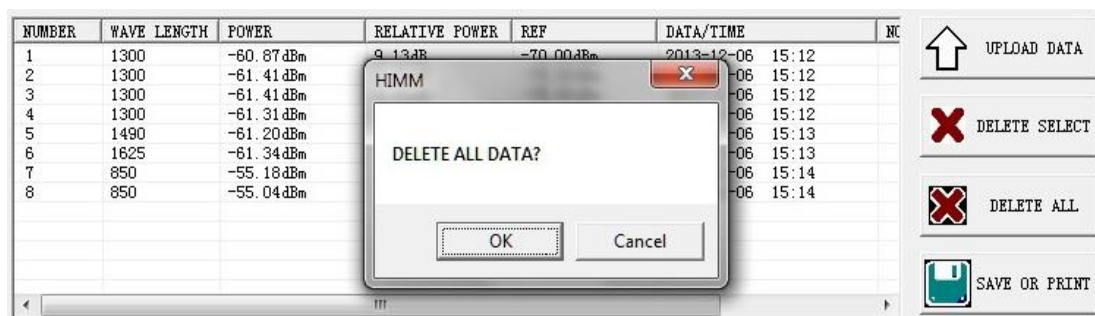 NUMBER WAVE LENGTH POWER RELATIVE POWER REF DATA/TIME
1 1300 -60.87dBm 9.13dB -70.00dBm 2013-12-06 15:12
2 1300 -61.41dBm -06 15:12
3 1300 -61.41dBm -06 15:12
4 1300 -61.31dBm -06 15:12
5 1490 -61.20dBm -06 15:13
6 1625 -61.34dBm -06 15:13
7 850 -55.18dBm -06 15:14
8 850 -55.04dBm -06 15:14
HIMM
DELETE ALL DATA?
OK Cancel
UPLOAD DATA
DELETE SELECT
DELETE ALL
SAVE OR PRINT